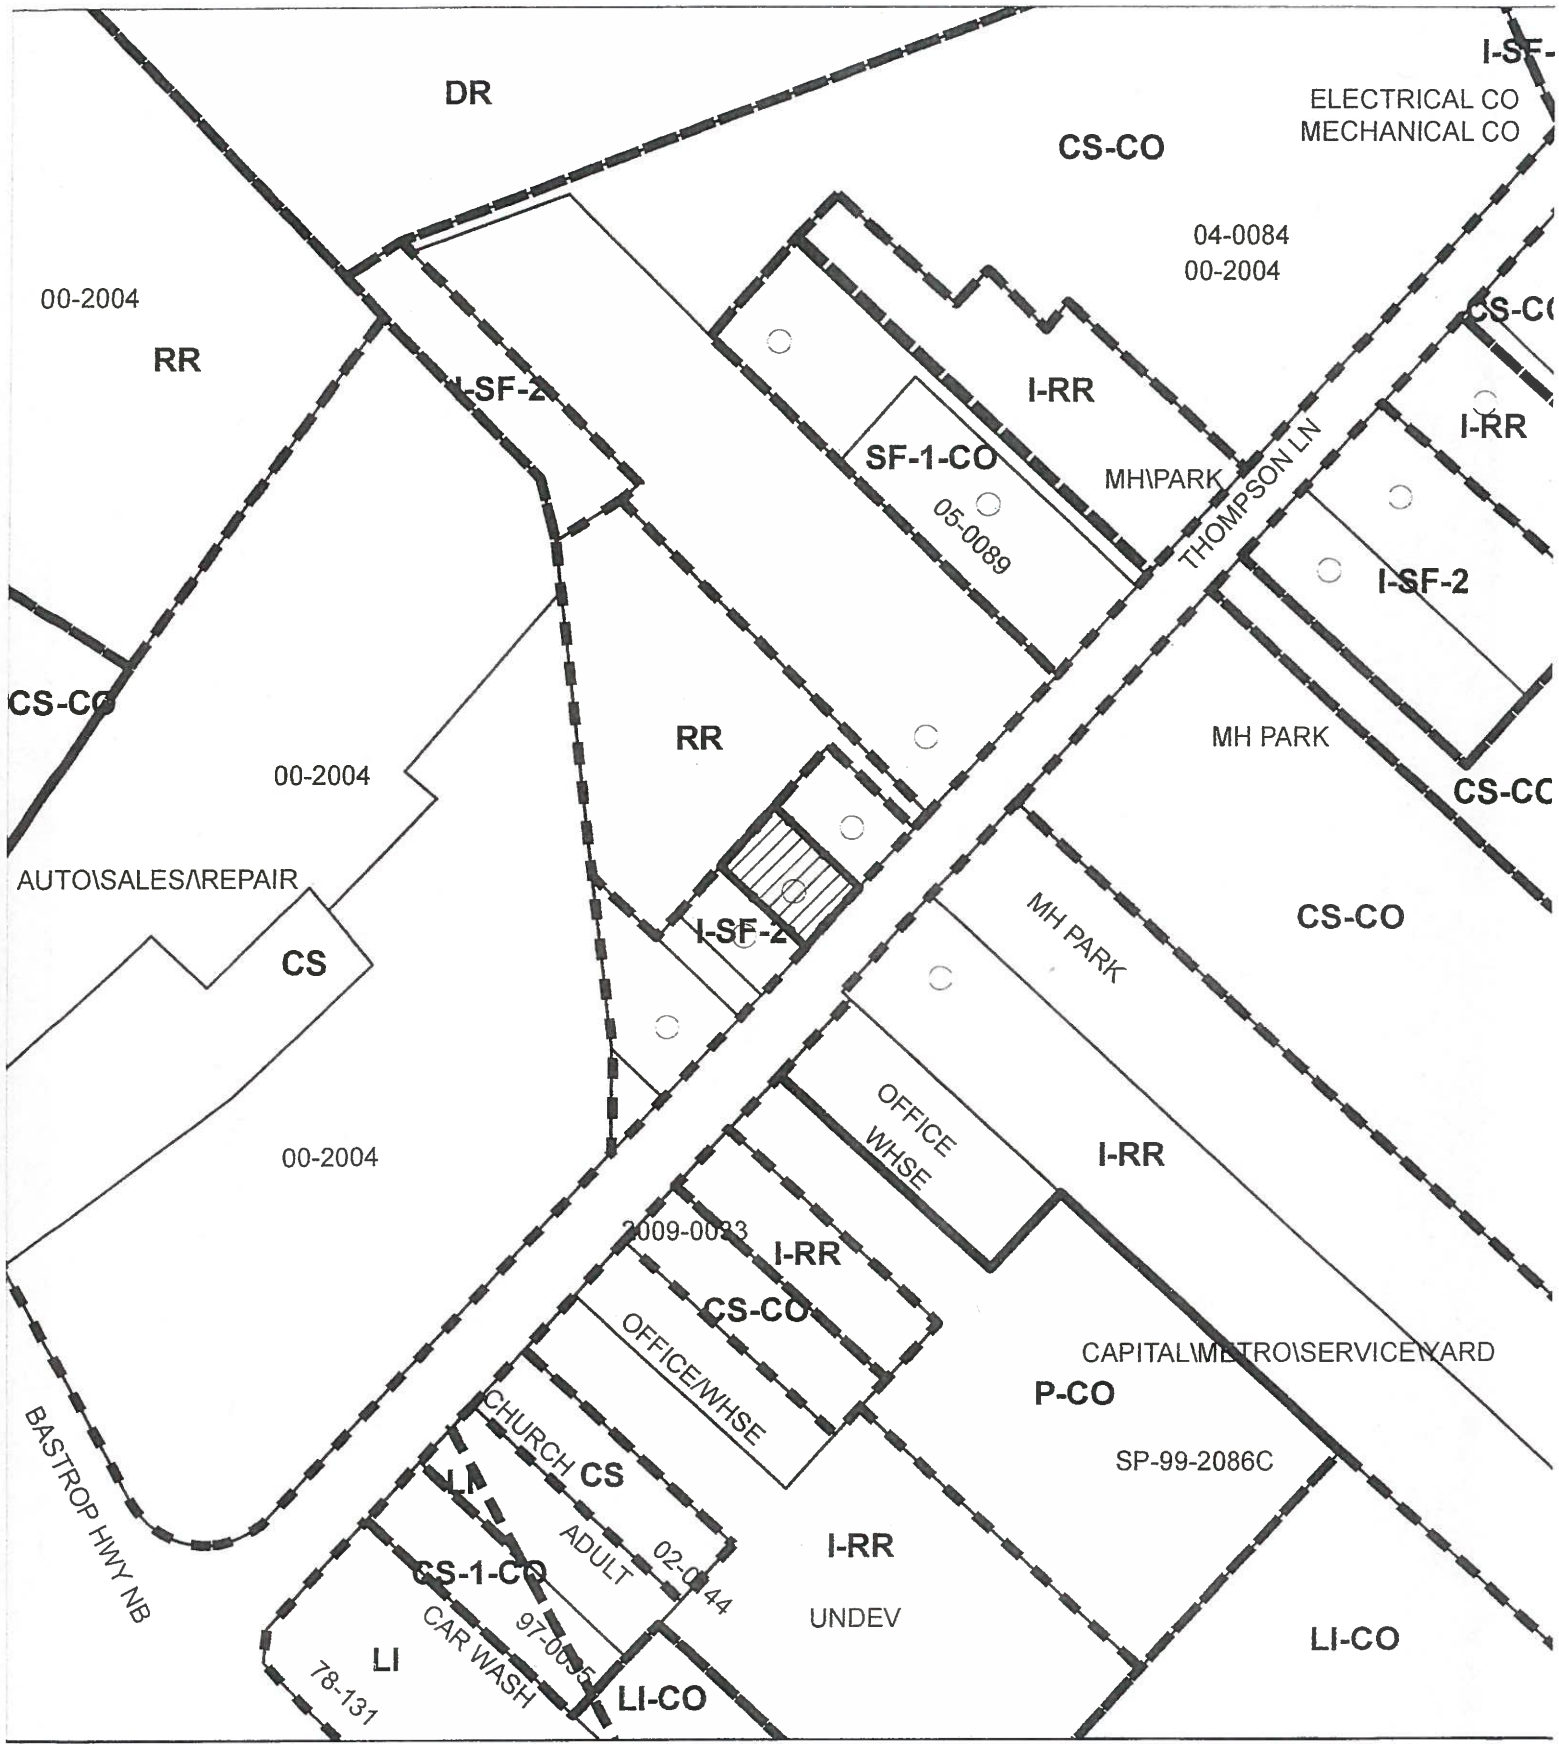 DR
I-SF-
ELECTRICAL CO
MECHANICAL CO
CS-CO
04-0084
00-2004
00-2004
CS-CO
RR
I-SF-2
I-RR
I-RR
SF-1-CO
MH\PARK
THOMPSON LN
05-0089
I-SF-2
CS-CO
RR
MH PARK
00-2004
CS-CO
AUTO\SALES\REPAIR
MH PARK
CS-CO
I-SF-2
CS
OFFICE
WHSE
00-2004
I-RR
I-RR
CS-CO
OFFICE/WHSE
CAPITAL\METRO\SERVICE\YARD
P-CO
BASTROP HWY NB
CHURCH
CS
SP-99-2086C
LI
ADULT
I-RR
CS-1-CO
UNDEV
CAR WASH
LI-CO
LI
78-131
LI-CO